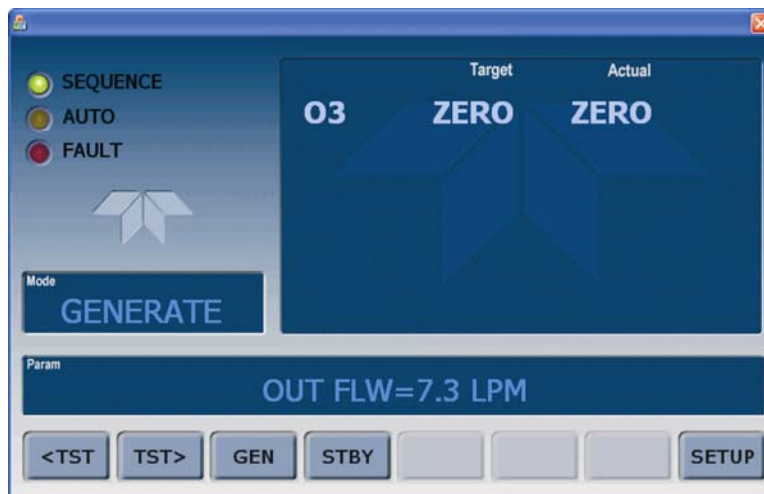 SEQUENCE
AUTO
FAULT
Target Actual
O3 ZERO ZERO
Mode
GENERATE
Param
OUT FLW=7.3 LPM
<TST TST> GEN STBY SETUP